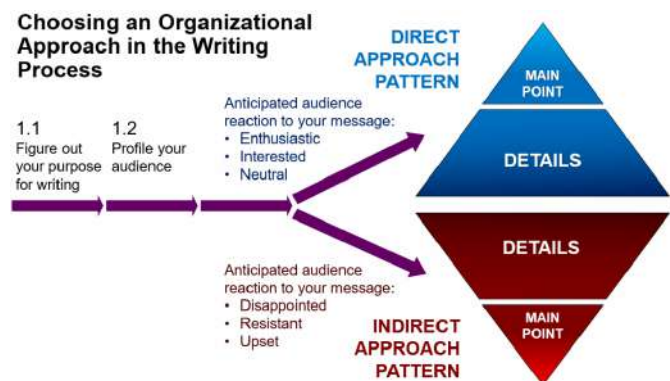 Choosing an Organizational
Approach in the Writing
Process
1.1
Figure out
your purpose
for writing
1.2
Profile your
audience
Anticipated audience
reaction to your message:
• Enthusiastic
• Interested
• Neutral
DIRECT
APPROACH
PATTERN
MAIN
POINT
DETAILS
Anticipated audience
reaction to your message:
• Disappointed
• Resistant
• Upset
INDIRECT
APPROACH
PATTERN
DETAILS
MAIN
POINT